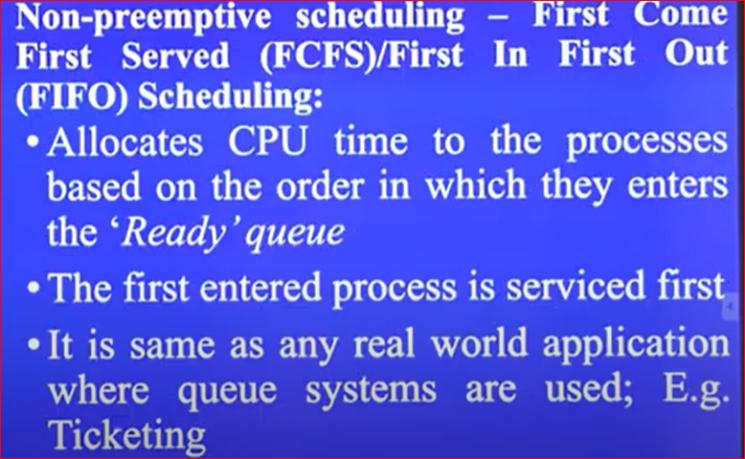 Non-preemptive scheduling – First Come
First Served (FCFS)/First In First Out
(FIFO) Scheduling:
• Allocates CPU time to the processes
based on the order in which they enters
the ‘Ready’ queue
• The first entered process is serviced first
• It is same as any real world application
where queue systems are used; E.g.
Ticketing